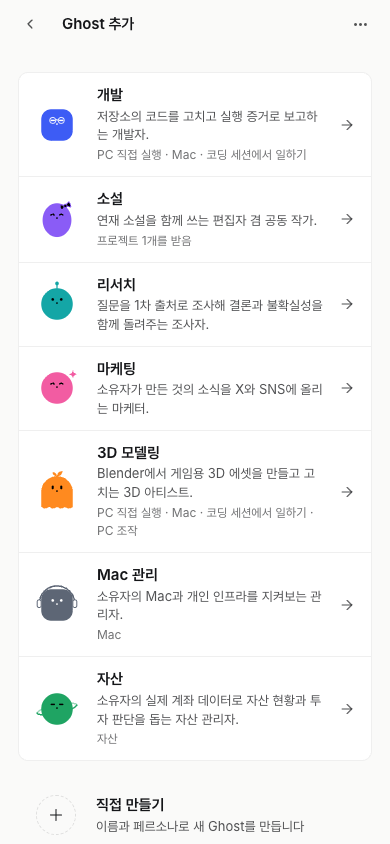 Ghost 추가
개발
저장소의 코드를 고치고 실행 증거로 보고하
는 개발자.
PC 직접 실행 · Mac · 코딩 세션에서 일하기
소설
연재 소설을 함께 쓰는 편집자 겸 공동 작가.
프로젝트 1개를 받음
리서치
질문을 1차 출처로 조사해 결론과 불확실성을
함께 돌려주는 조사자.
마케팅
소유자가 만든 것의 소식을 X와 SNS에 올리
는 마케터.
3D 모델링
Blender에서 게임용 3D 에셋을 만들고 고
치는 3D 아티스트.
PC 직접 실행 · Mac · 코딩 세션에서 일하기 ·
PC 조작
Mac 관리
소유자의 Mac과 개인 인프라를 지켜보는 관
리자.
Mac
자산
소유자의 실제 계좌 데이터로 자산 현황과 투
자 판단을 돕는 자산 관리자.
자산
직접 만들기
이름과 페르소나로 새 Ghost를 만듭니다